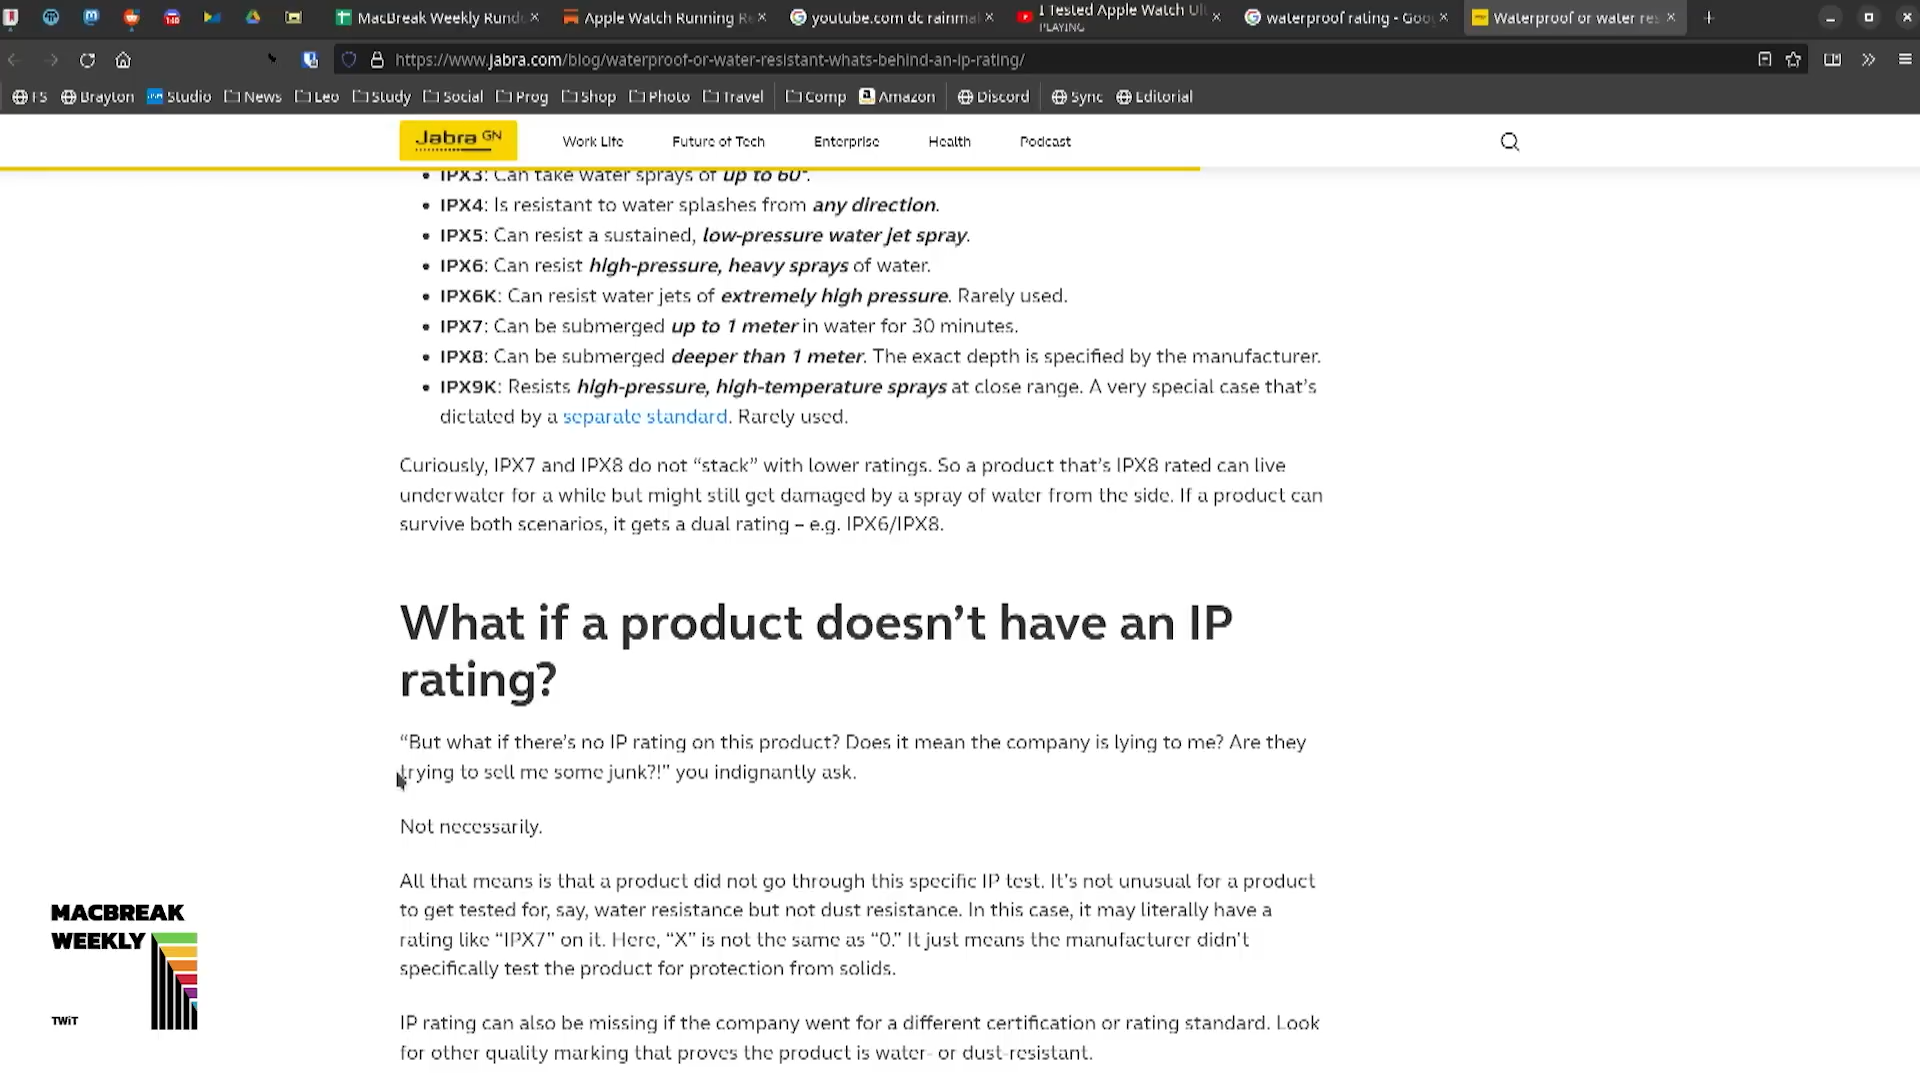 MacBreak Weekly Rund
Apple Watch Running R
youtube.com dc rainma
I Tested Apple Watch Ul
PLAYING
waterproof rating - Goo
Waterproof or water res
https://www.jabra.com/blog/waterproof-or-water-resistant-whats-behind-an-ip-rating/
FS
Brayton
Studio
News
Leo
Study
Social
Prog
Shop
Photo
Travel
Comp
Amazon
Discord
Sync
Editorial
Jabra GN
Work Life
Future of Tech
Enterprise
Health
Podcast
• IPX3: Can take water sprays of up to 60°.
• IPX4: Is resistant to water splashes from any direction.
• IPX5: Can resist a sustained, low-pressure water jet spray.
• IPX6: Can resist high-pressure, heavy sprays of water.
• IPX6K: Can resist water jets of extremely high pressure. Rarely used.
• IPX7: Can be submerged up to 1 meter in water for 30 minutes.
• IPX8: Can be submerged deeper than 1 meter. The exact depth is specified by the manufacturer.
• IPX9K: Resists high-pressure, high-temperature sprays at close range. A very special case that's
dictated by a separate standard. Rarely used.
Curiously, IPX7 and IPX8 do not “stack” with lower ratings. So a product that's IPX8 rated can live
underwater for a while but might still get damaged by a spray of water from the side. If a product can
survive both scenarios, it gets a dual rating – e.g. IPX6/IPX8.
What if a product doesn't have an IP
rating?
“But what if there's no IP rating on this product? Does it mean the company is lying to me? Are they
trying to sell me some junk?!” you indignantly ask.
Not necessarily.
All that means is that a product did not go through this specific IP test. It's not unusual for a product
to get tested for, say, water resistance but not dust resistance. In this case, it may literally have a
rating like “IPX7” on it. Here, “X” is not the same as “0.” It just means the manufacturer didn't
specifically test the product for protection from solids.
IP rating can also be missing if the company went for a different certification or rating standard. Look
for other quality marking that proves the product is water- or dust-resistant.
MACBREAK
WEEKLY
TWiT